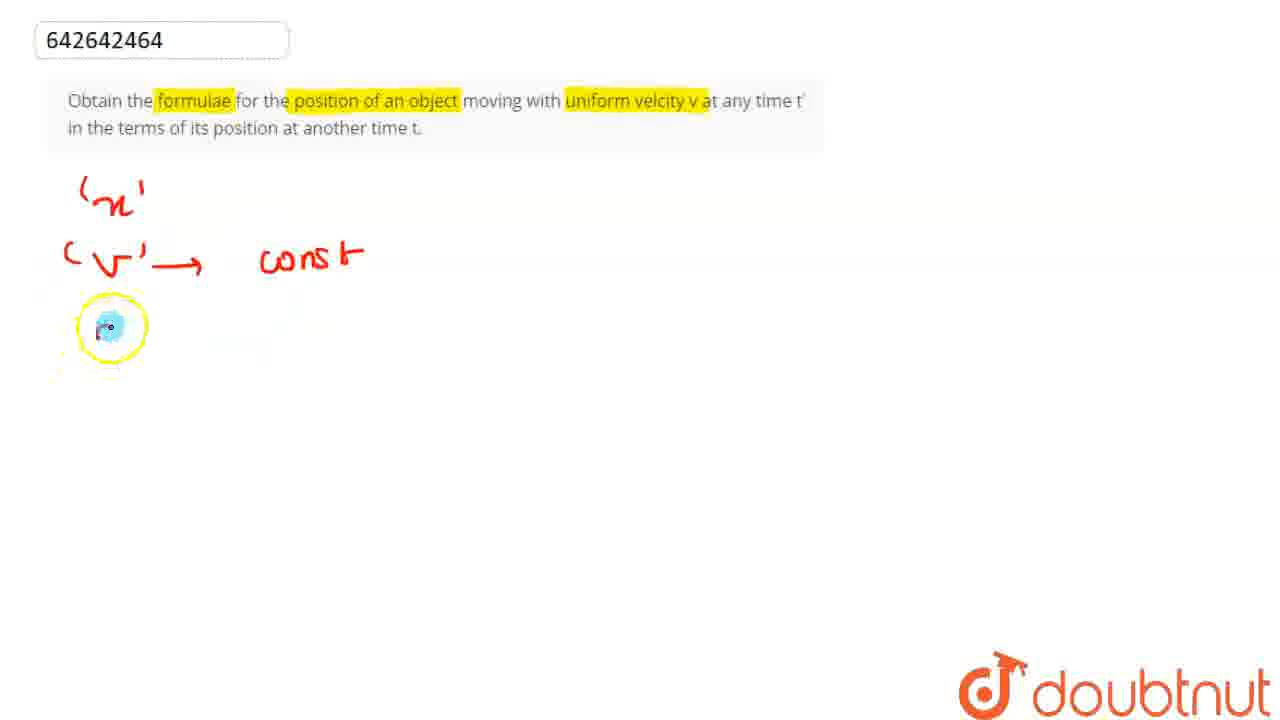 642642464
Obtain the formulae for the position of an object moving with uniform velcity v at any time t'
in the terms of its position at another time t.
'x'
'v' → const
doubtnut